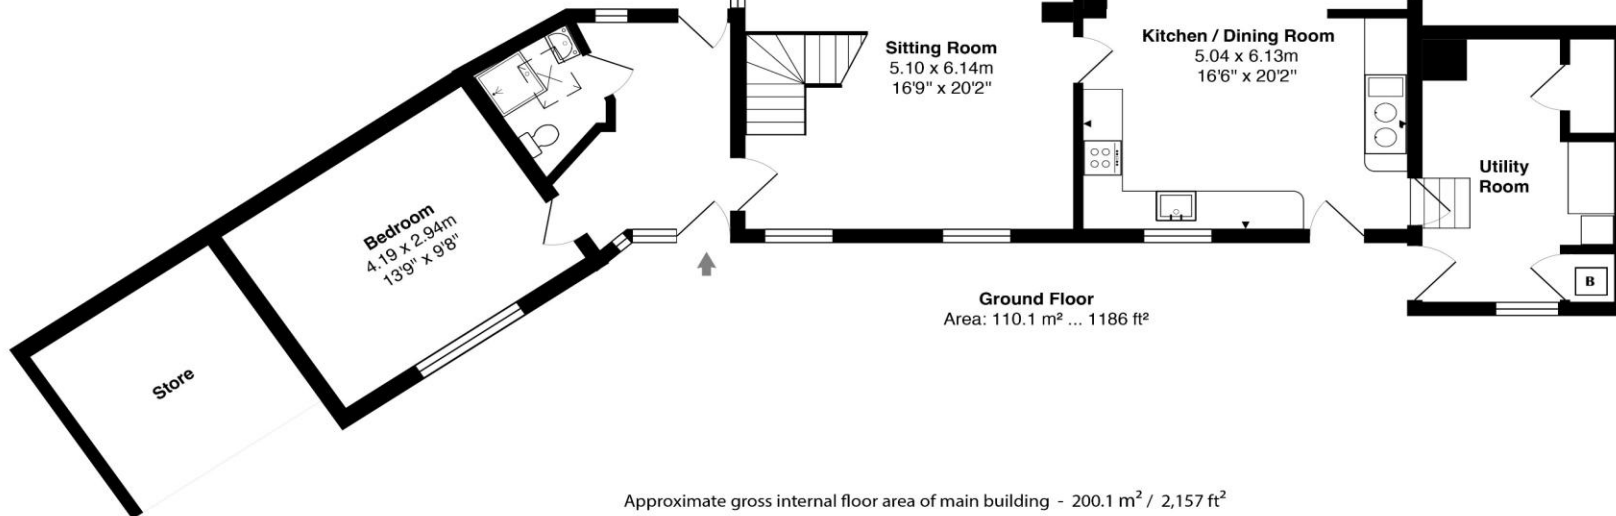 Sitting Room
5.10 x 6.14m
16'9" x 20'2"
Kitchen / Dining Room
5.04 x 6.13m
16'6" x 20'2"
Utility
Room
Bedroom
4.19 x 2.94m
13'9" x 9'8"
B
Ground Floor
Area: 110.1 m² ... 1186 ft²
Store
Approximate gross internal floor area of main building - 200.1 m² / 2,157 ft²